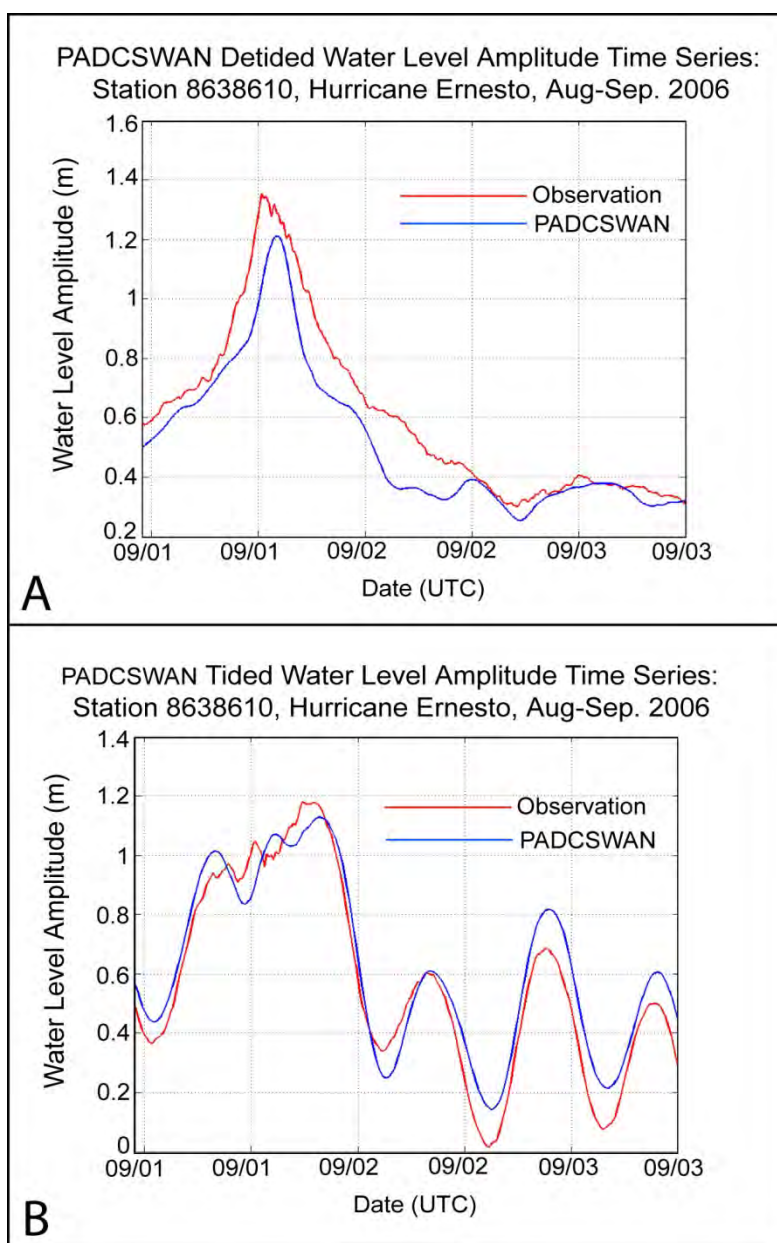 PADCSWAN Detided Water Level Amplitude Time Series:
Station 8638610, Hurricane Ernesto, Aug-Sep. 2006
1.6
1.4
1.2
1
0.8
0.6
0.4
0.2
Water Level Amplitude (m)
Observation
PADCSWAN
09/01 09/01 09/02 09/02 09/03 09/03
Date (UTC)
A
PADCSWAN Tided Water Level Amplitude Time Series:
Station 8638610, Hurricane Ernesto, Aug-Sep. 2006
1.4
1.2
1
0.8
0.6
0.4
0.2
0
Water Level Amplitude (m)
Observation
PADCSWAN
09/01 09/01 09/02 09/02 09/03 09/03
Date (UTC)
B